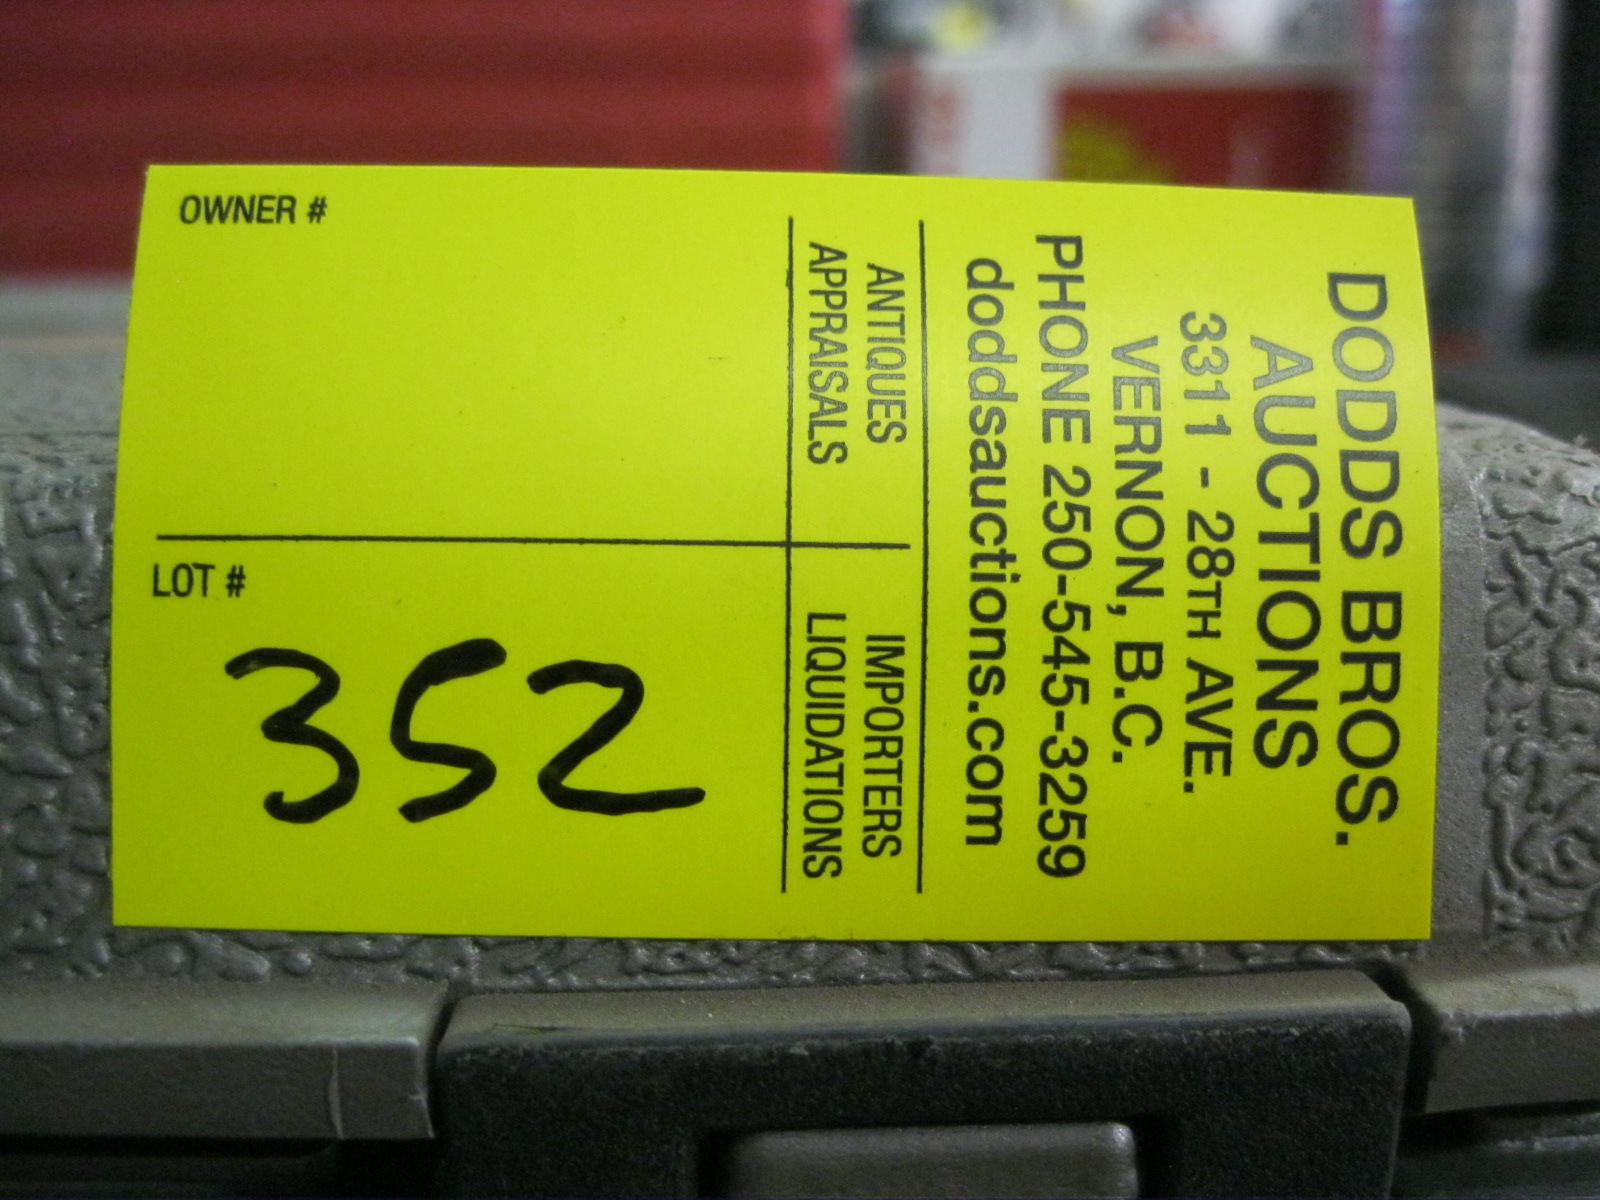 DODDS BROS.
AUCTIONS
3311 - 28TH AVE.
VERNON, B.C.
PHONE 250-545-3259
doddsauctions.com
ANTIQUES
APPRAISALS
IMPORTERS
LIQUIDATIONS
OWNER #
LOT #
352